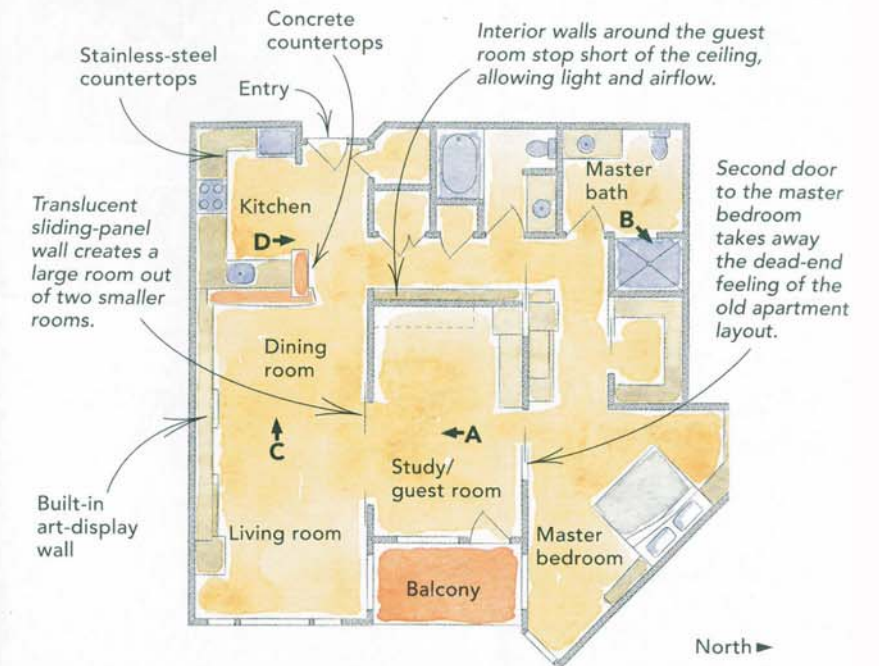 Concrete
countertops
Stainless-steel
countertops
Entry
Interior walls around the guest
room stop short of the ceiling,
allowing light and airflow.
Translucent
sliding-panel
wall creates a
large room out
of two smaller
rooms.
Kitchen
D
Master
bath
B
Second door
to the master
bedroom
takes away
the dead-end
feeling of the
old apartment
layout.
Dining
room
C
A
Study/
guest room
Built-in
art-display
wall
Living room
Master
bedroom
Balcony
North